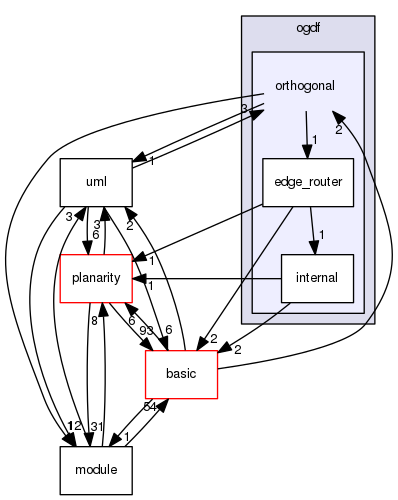 ogdf
orthogonal
3
1
1
2
uml
edge_router
3
6
3
2
1
planarity
1
1
internal
8
31
6
93
6
2
2
basic
12
54
1
module